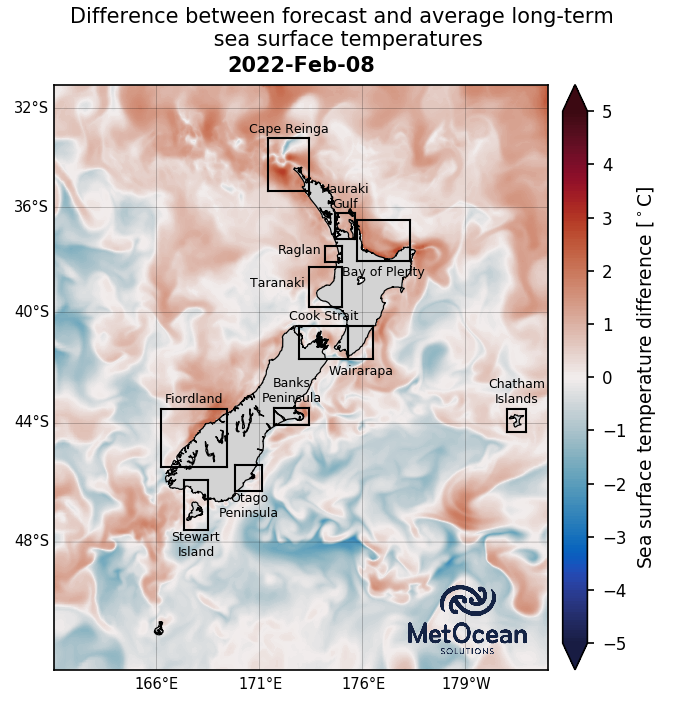 Difference between forecast and average long-term
sea surface temperatures
2022-Feb-08
32°S
36°S
40°S
44°S
48°S
166°E
171°E
176°E
179°W
Cape Reinga
Hauraki
Gulf
Raglan
Bay of Plenty
Taranaki
Cook Strait
Wairarapa
Banks
Peninsula
Fiordland
Chatham
Islands
Otago
Peninsula
Stewart
Island
MetOcean
SOLUTIONS
5
4
3
2
1
0
−1
−2
−3
−4
−5
Sea surface temperature difference [°C]